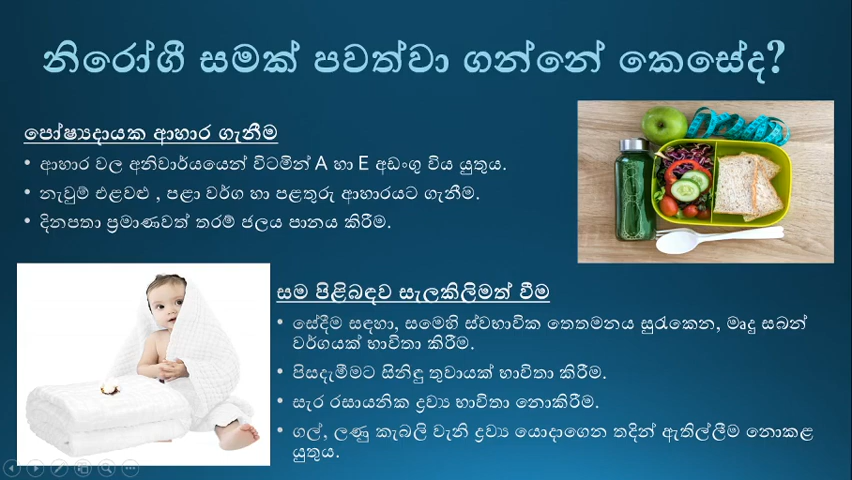 නිරෝගී සමක් පවත්වා ගන්නේ කෙසේද?
පෝෂ්‍යදායක ආහාර ගැනීම
• ආහාර වල අනිවාර්යයෙන් විටමින් A හා E අඩංගු විය යුතුය.
• නැවුම් එළවළු , පළා වර්ග හා පළතුරු ආහාරයට ගැනීම.
• දිනපතා ප්‍රමාණවත් තරම් ජලය පානය කිරීම.
සම පිළිබඳව සැලකිලිමත් වීම
• සේදීම සඳහා, සමෙහි ස්වභාවික තෙතමනය සුරැකෙන, මෘදු සබන්
වර්ගයක් භාවිතා කිරීම.
• පිසදැමීමට සිනිඳු තුවායක් භාවිතා කිරීම.
• සැර රසායනික ද්‍රව්‍ය භාවිතා නොකිරීම.
• ගල්, ලණු කැබලි වැනි ද්‍රව්‍ය යොදාගෙන තදින් ඇතිල්ලීම නොකළ
යුතුය.